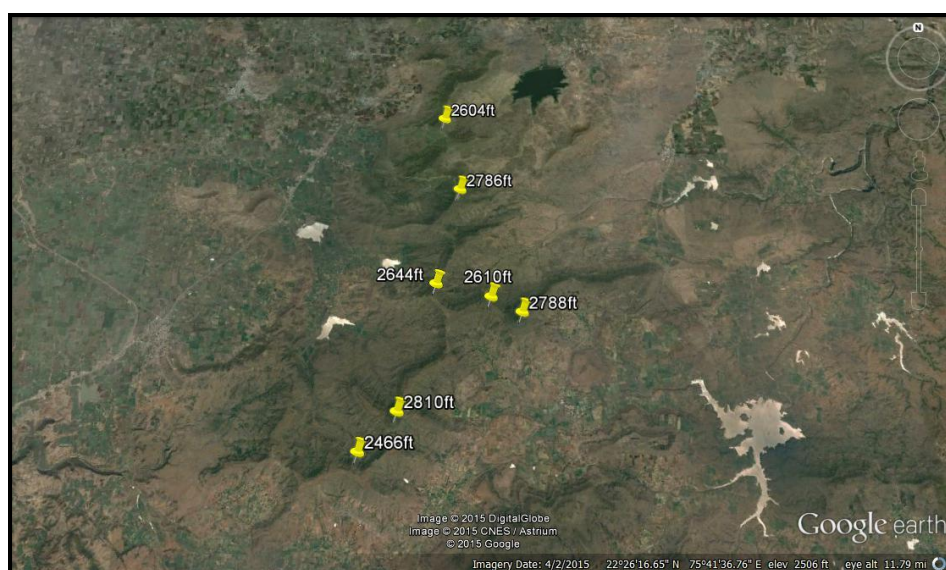 N
2604ft
2786ft
2644ft
2610ft
2788ft
2810ft
2466ft
Image © 2015 DigitalGlobe
Image © 2015 CNES / Astrium
© 2015 Google
Google earth
Imagery Date: 4/2/2015 22°26'16.65" N 75°41'36.76" E elev 2506 ft eye alt 11.79 mi